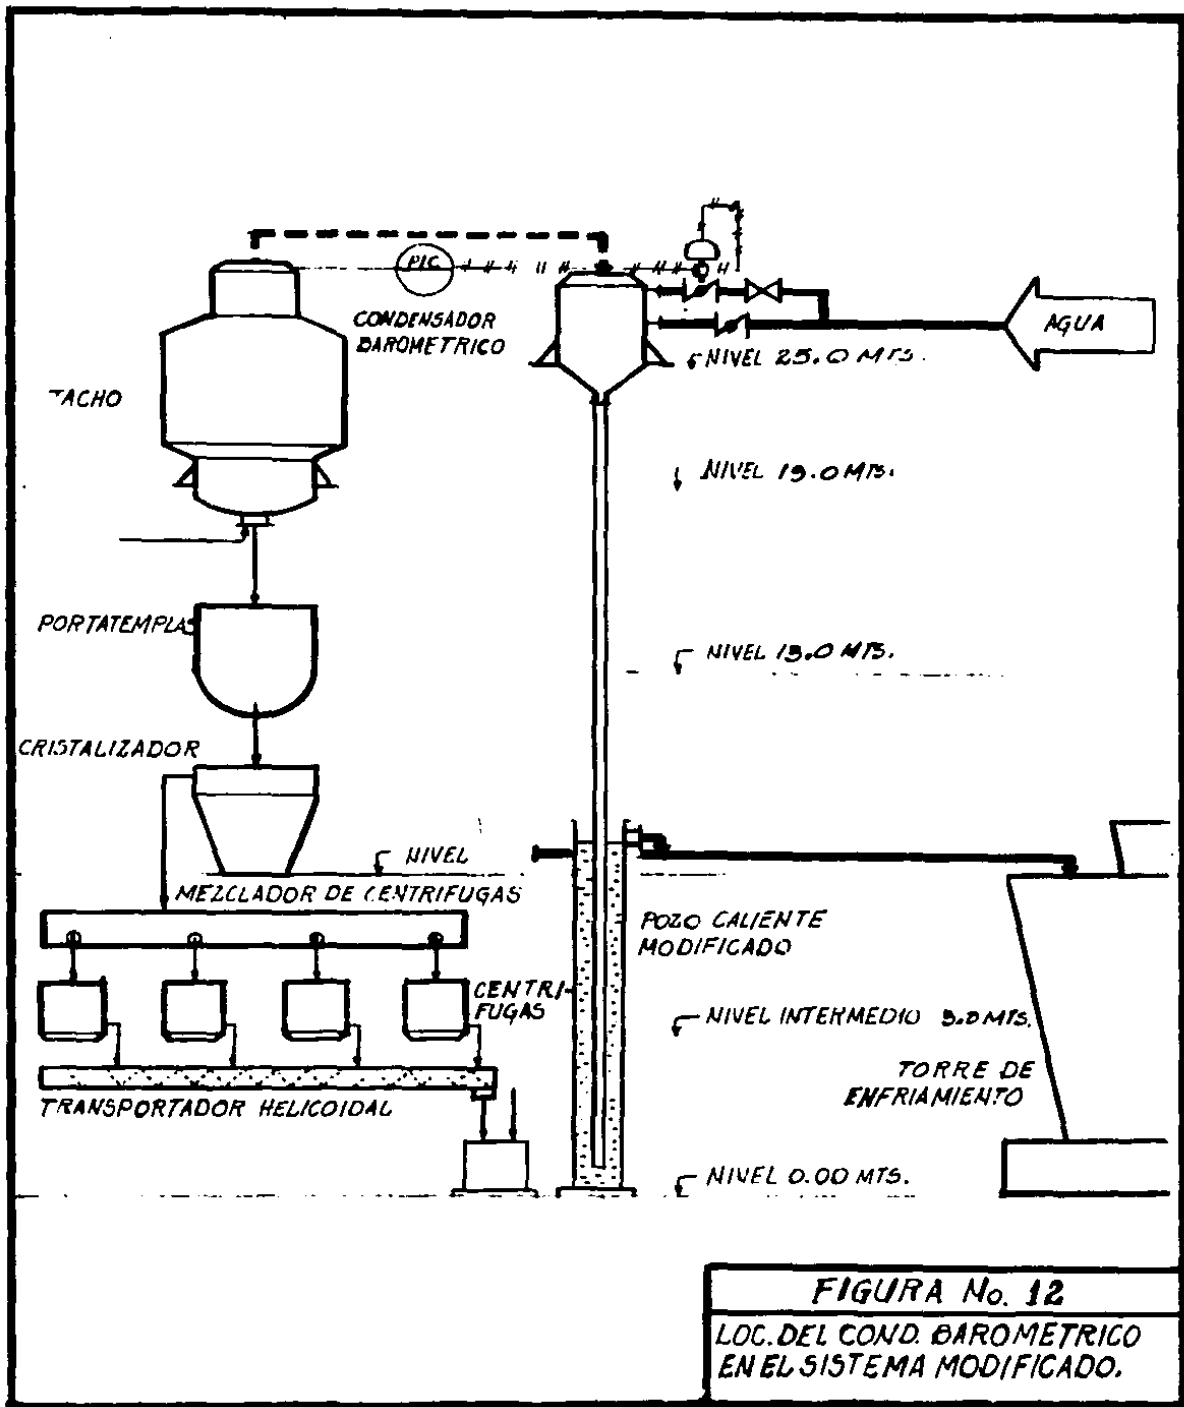 PIC
CONDENSADOR
BAROMETRICO
AGUA
NIVEL 25.0 MTS.
TACHO
NIVEL 19.0 MTS.
PORTATEMPLAS
NIVEL 13.0 MTS.
CRISTALIZADOR
NIVEL
MEZCLADOR DE CENTRIFUGAS
POZO CALIENTE
MODIFICADO
CENTRI-
FUGAS
NIVEL INTERMEDIO MTS.
TORRE DE
ENFRIAMIENTO
TRANSPORTADOR HELICOIDAL
NIVEL 0.00 MTS.
FIGURA No. 12
LOC. DEL COND. BAROMETRICO
EN EL SISTEMA MODIFICADO.